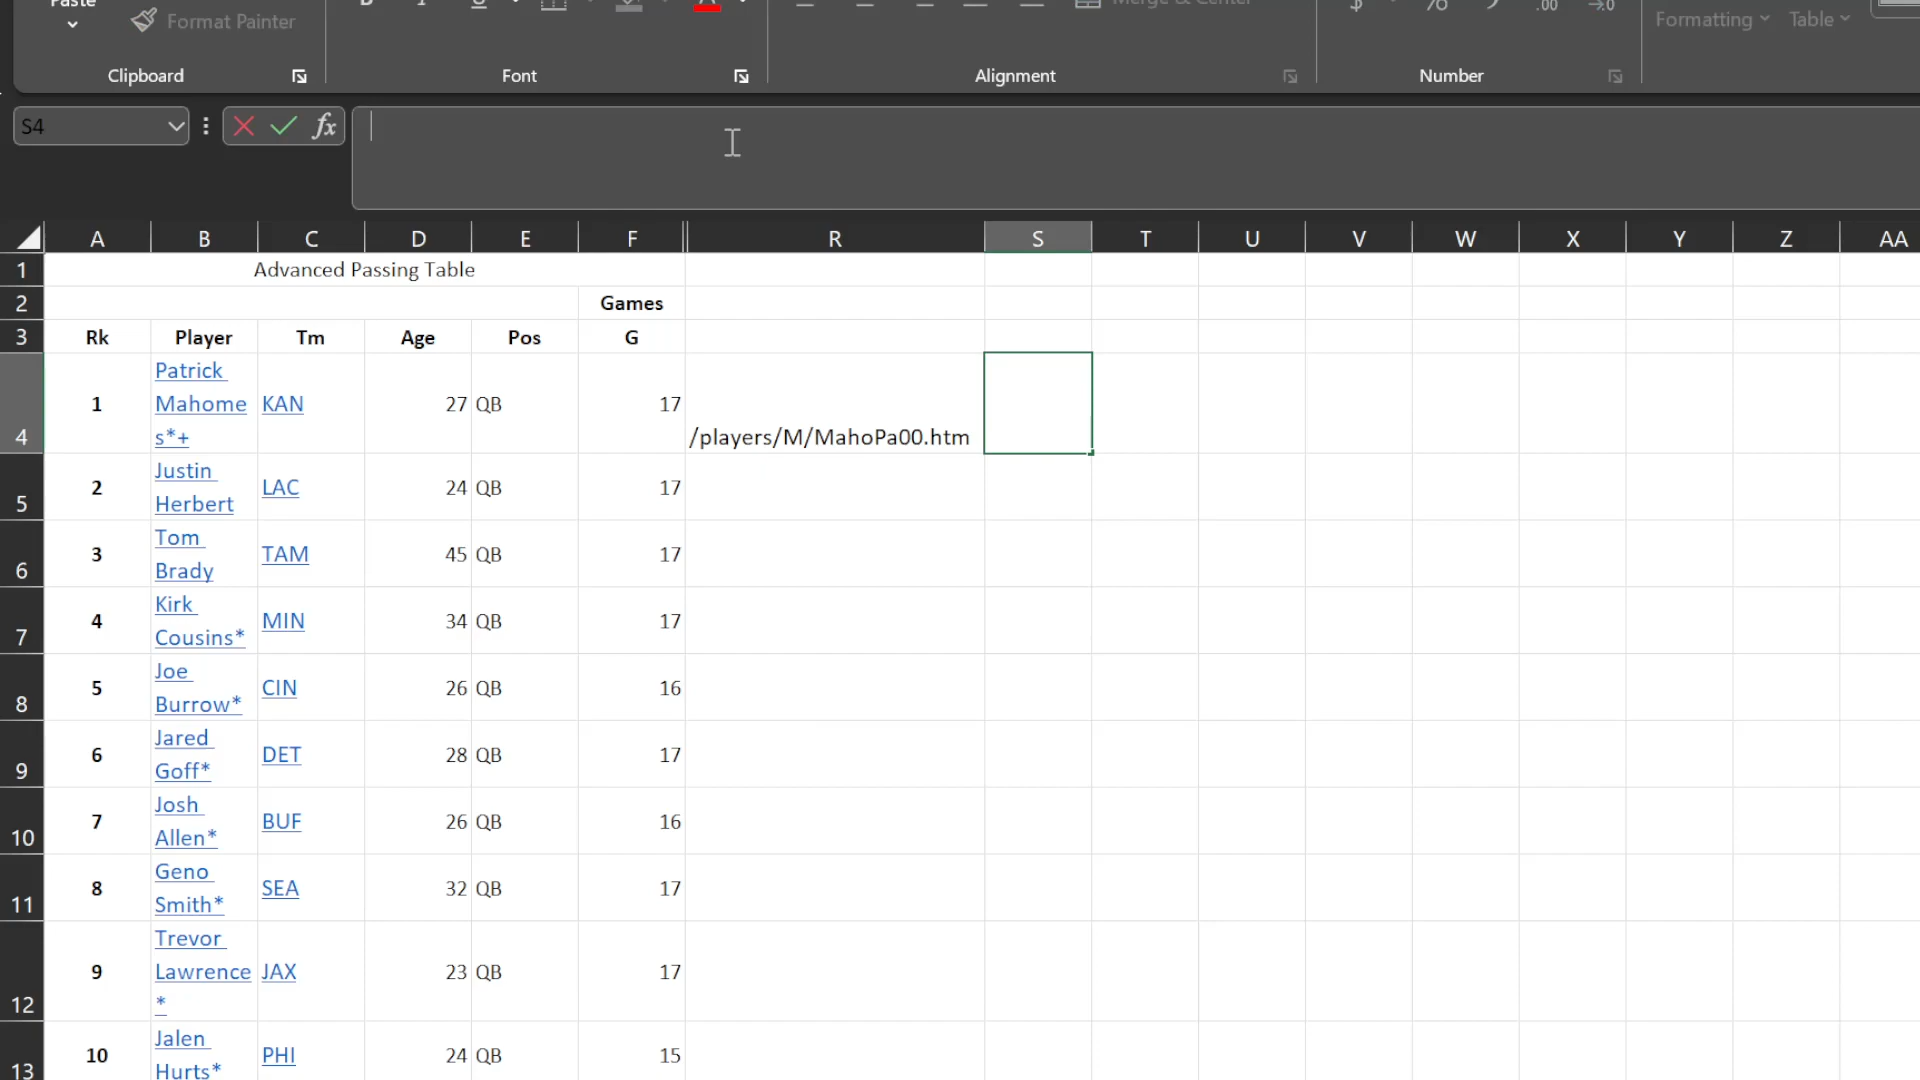 Paste
Format Painter
Merge & Center
$ % .00
Formatting Table
Clipboard Font Alignment Number
S4 fx
A B C D E F R S T U V W X Y Z AA
1 Advanced Passing Table
2 Games
3 Rk Player Tm Age Pos G
4 1 Patrick Mahomes*+ KAN 27 QB 17 /players/M/MahoPa00.htm
5 2 Justin Herbert LAC 24 QB 17
6 3 Tom Brady TAM 45 QB 17
7 4 Kirk Cousins* MIN 34 QB 17
8 5 Joe Burrow* CIN 26 QB 16
9 6 Jared Goff* DET 28 QB 17
10 7 Josh Allen* BUF 26 QB 16
11 8 Geno Smith* SEA 32 QB 17
12 9 Trevor Lawrence* JAX 23 QB 17
13 10 Jalen Hurts* PHI 24 QB 15